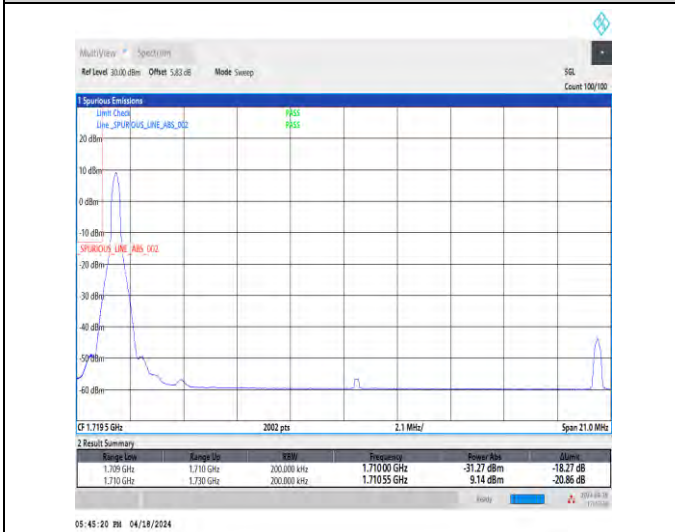 MultiView Spectrum
Ref Level 30.00 dBm Offset 5.83 dB Mode Sweep SGL
Count 100/100
1 Spurious Emissions
Limit Check PASS
Line _SPURIOUS_LINE_ABS_002 PASS
20 dBm
10 dBm
0 dBm
-10 dBm
_SPURIOUS_LINE_ABS_002
-20 dBm
-30 dBm
-40 dBm
-50 dBm
-60 dBm
CF 1.7195 GHz 2002 pts 2.1 MHz/ Span 21.0 MHz
2 Result Summary
Range Low Range Up RBW Frequency Power Abs ΔLimit
1.709 GHz 1.710 GHz 200.000 kHz 1.71000 GHz -31.27 dBm -18.27 dB
1.710 GHz 1.730 GHz 200.000 kHz 1.71055 GHz 9.14 dBm -20.86 dB
Ready
05:45:20 PM 04/18/2024